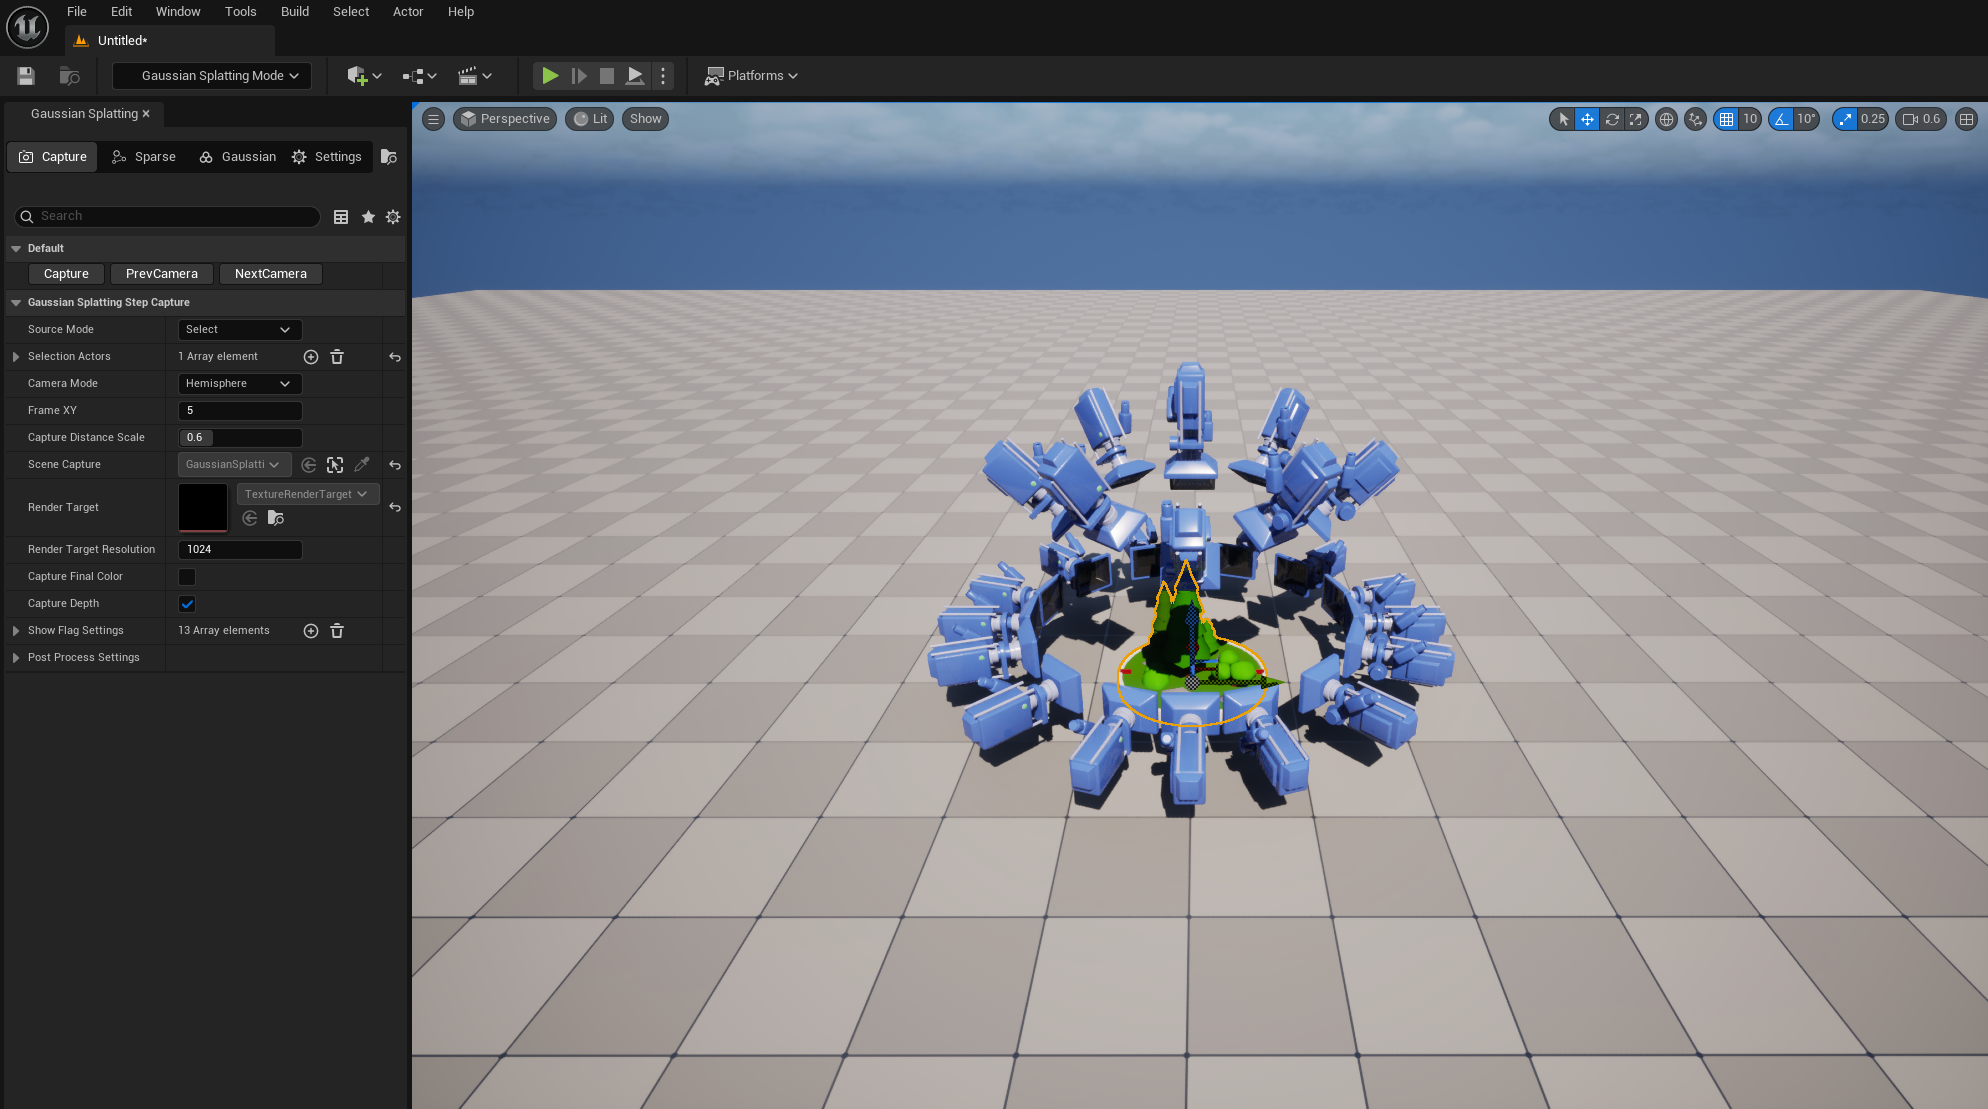 File Edit Window Tools Build Select Actor Help
Untitled*
Gaussian Splatting Mode Platforms
Gaussian Splatting
Perspective Lit Show 10 10° 0.25 0.6
Capture Sparse Gaussian Settings
Search
Default
Capture PrevCamera NextCamera
Gaussian Splatting Step Capture
Source Mode Select
Selection Actors 1 Array element
Camera Mode Hemisphere
Frame XY 5
Capture Distance Scale 0.6
Scene Capture GaussianSplatti
TextureRenderTarget
Render Target
Render Target Resolution 1024
Capture Final Color
Capture Depth
Show Flag Settings 13 Array elements
Post Process Settings